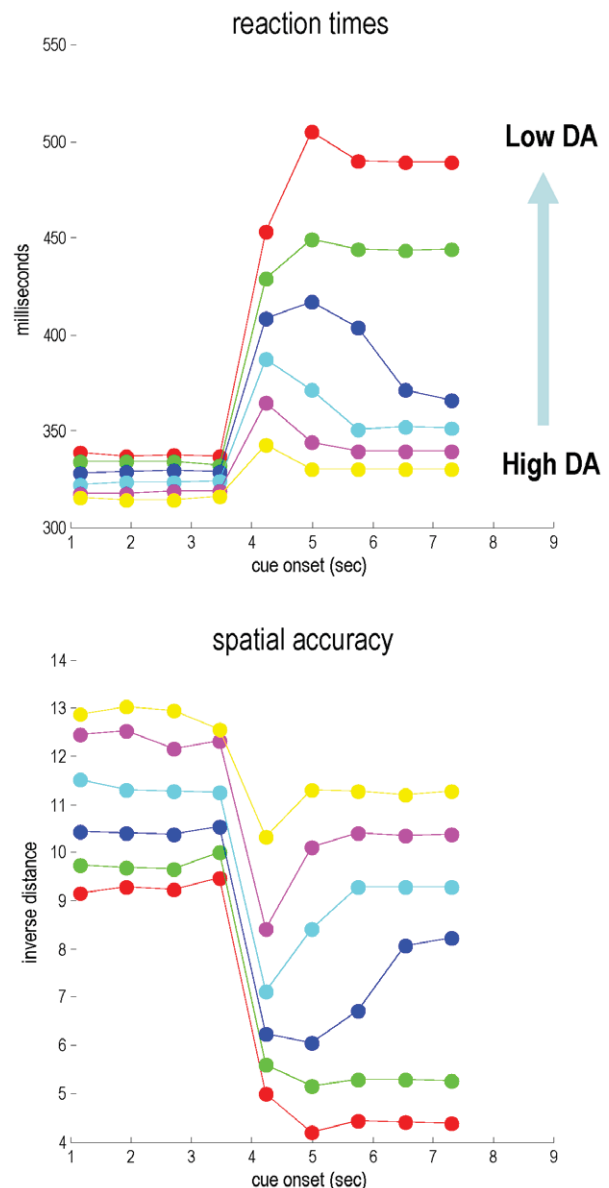 reaction times
550
500
450
400
350
300
milliseconds
Low DA
High DA
1 2 3 4 5 6 7 8 9
cue onset (sec)
spatial accuracy
14
13
12
11
10
9
8
7
6
5
4
inverse distance
1 2 3 4 5 6 7 8 9
cue onset (sec)